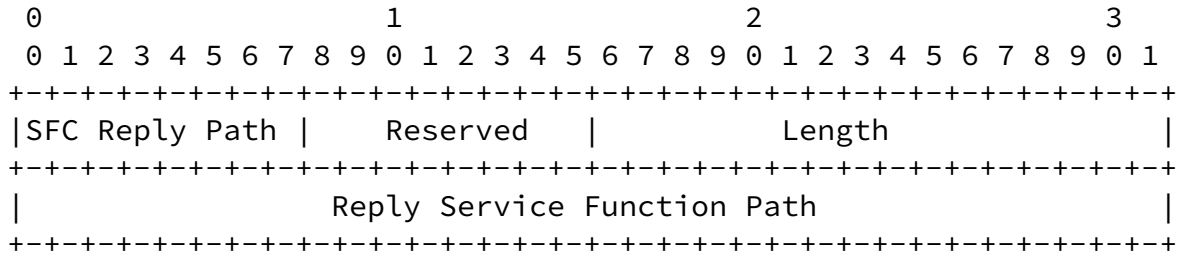 0                   1                   2                   3
 0 1 2 3 4 5 6 7 8 9 0 1 2 3 4 5 6 7 8 9 0 1 2 3 4 5 6 7 8 9 0 1
+-+-+-+-+-+-+-+-+-+-+-+-+-+-+-+-+-+-+-+-+-+-+-+-+-+-+-+-+-+-+-+-+
|SFC Reply Path |    Reserved   |          Length               |
+-+-+-+-+-+-+-+-+-+-+-+-+-+-+-+-+-+-+-+-+-+-+-+-+-+-+-+-+-+-+-+-+
|                 Reply Service Function Path                   |
+-+-+-+-+-+-+-+-+-+-+-+-+-+-+-+-+-+-+-+-+-+-+-+-+-+-+-+-+-+-+-+-+